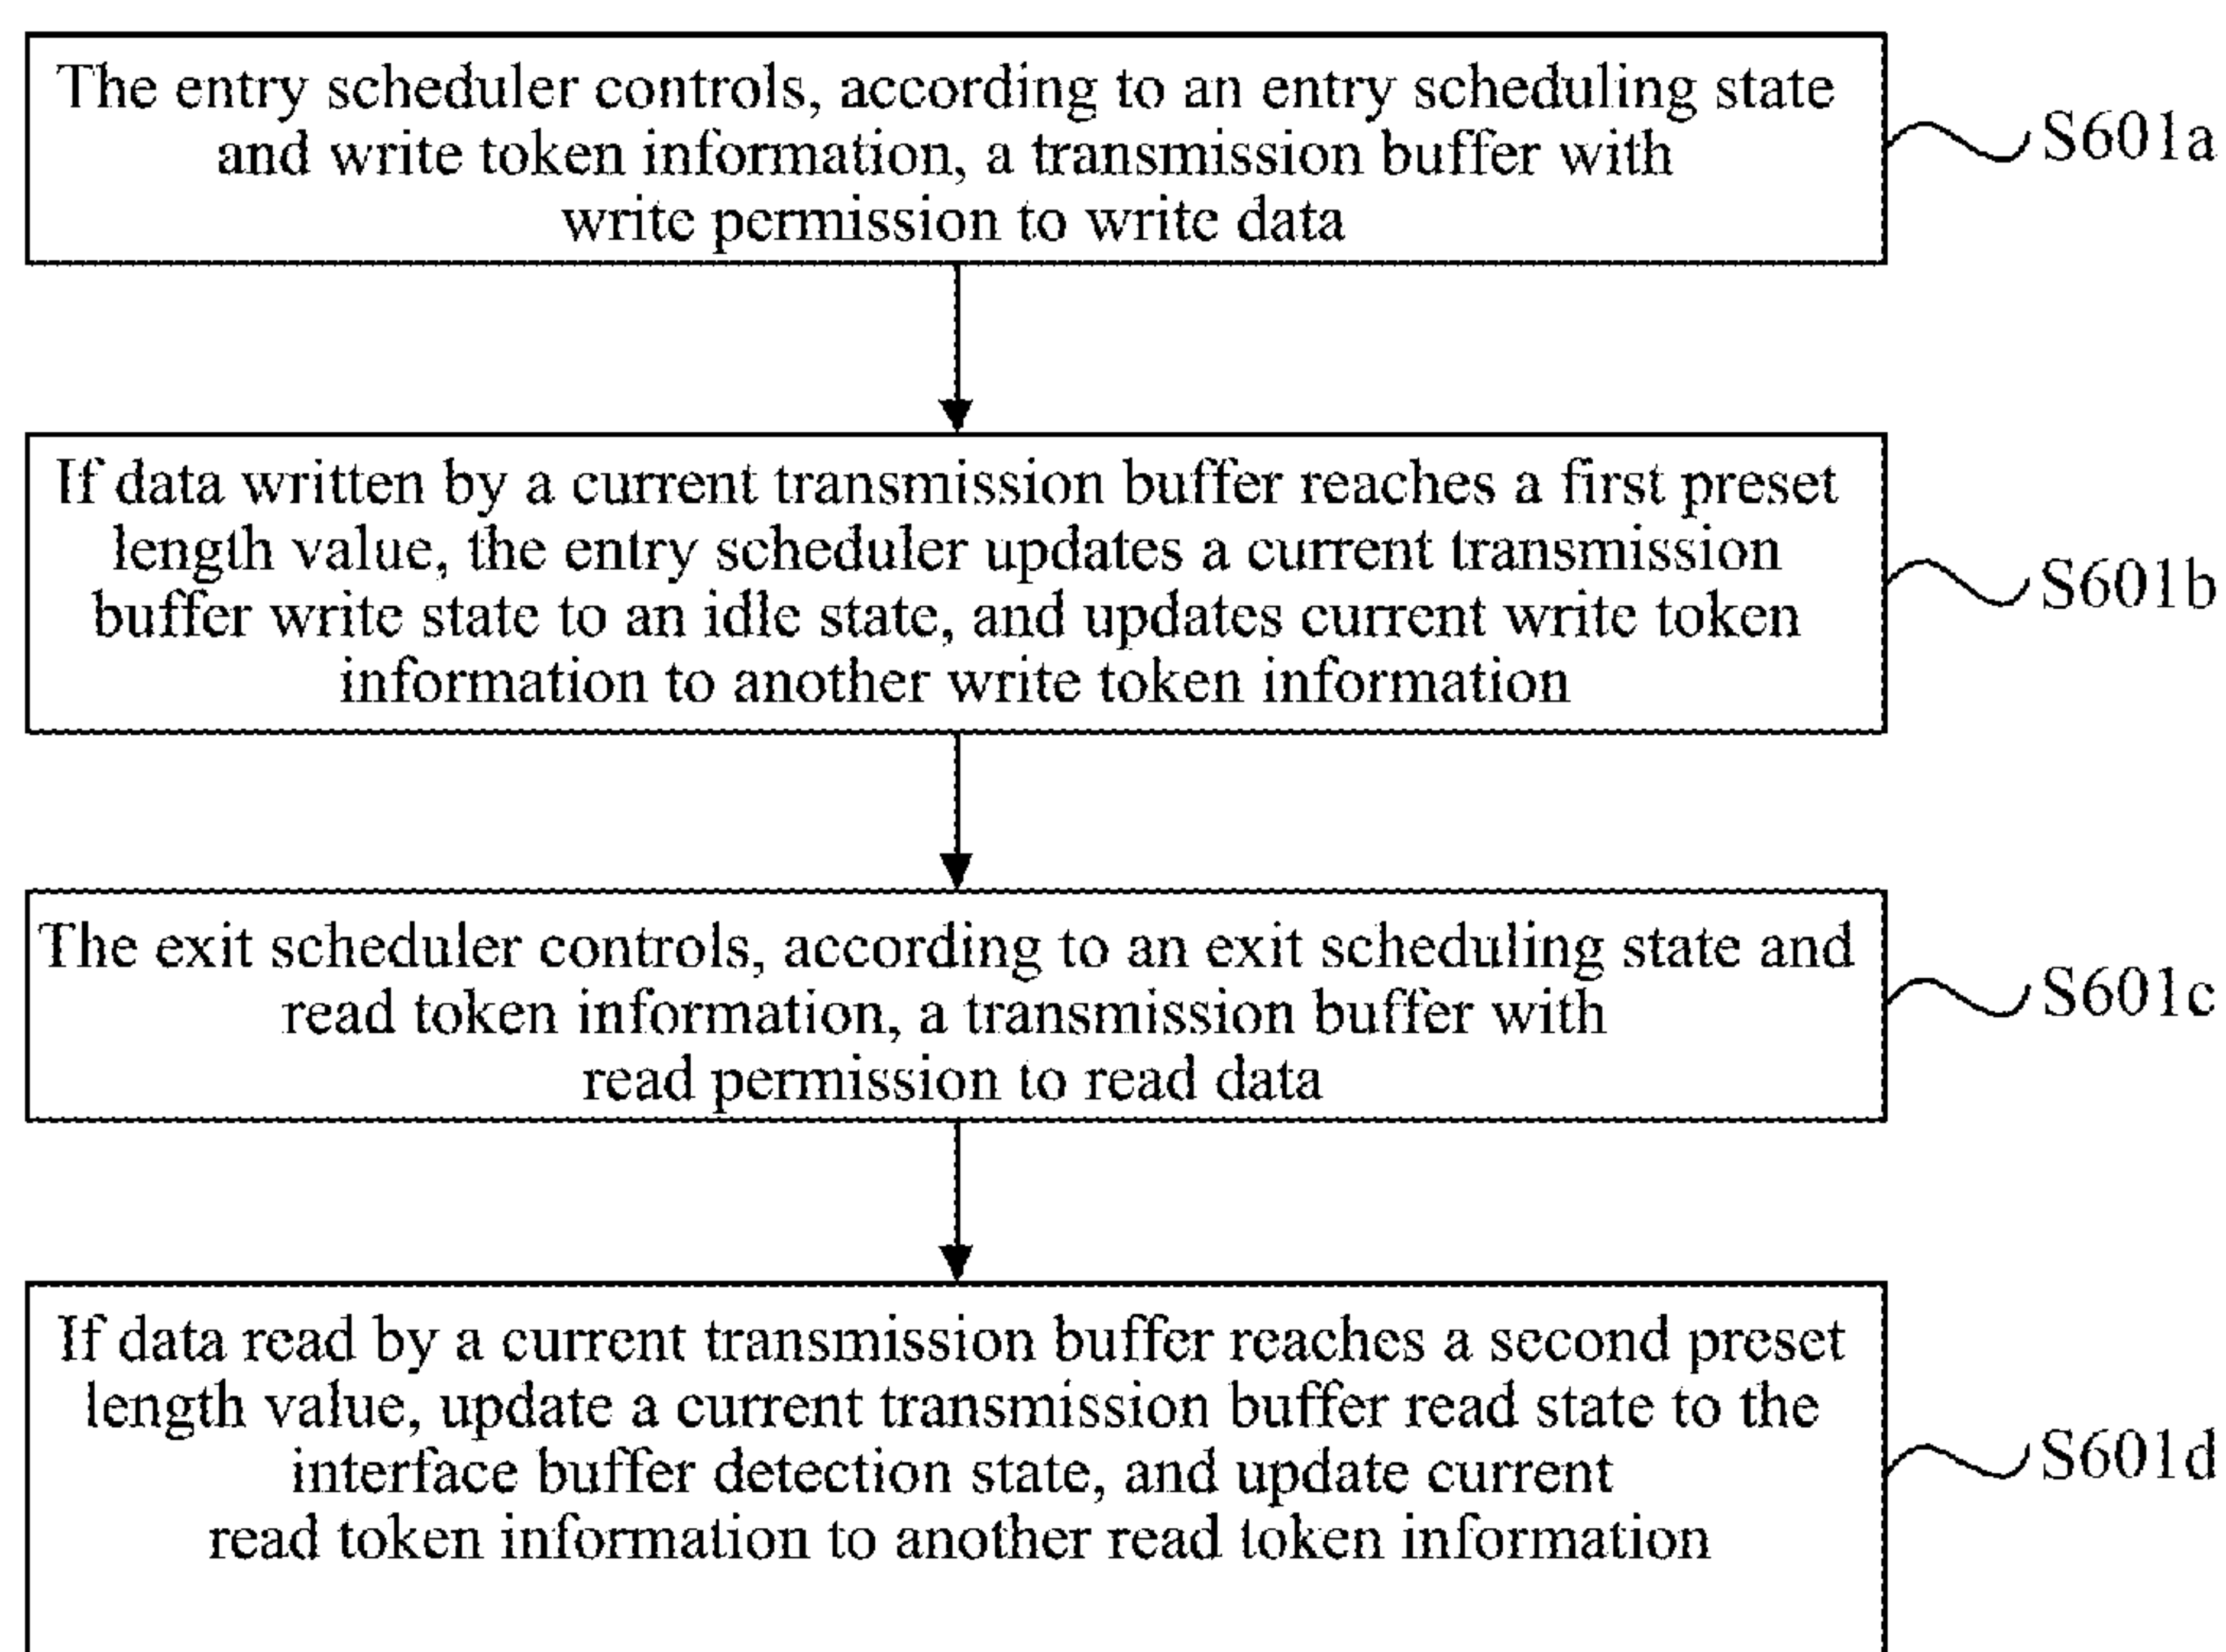 The entry scheduler controls, according to an entry scheduling state
and write token information, a transmission buffer with
write permission to write data
S601a
If data written by a current transmission buffer reaches a first preset
length value, the entry scheduler updates a current transmission
buffer write state to an idle state, and updates current write token
information to another write token information
S601b
The exit scheduler controls, according to an exit scheduling state and
read token information, a transmission buffer with
read permission to read data
S601c
If data read by a current transmission buffer reaches a second preset
length value, update a current transmission buffer read state to the
interface buffer detection state, and update current
read token information to another read token information
S601d